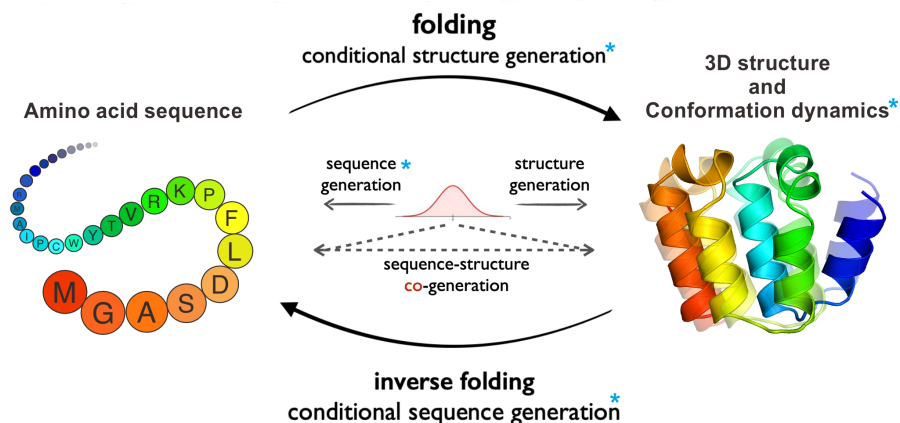 folding
conditional structure generation*
3D structure
and
Conformation dynamics*
Amino acid sequence
sequence *
generation
structure
generation
sequence-structure
co-generation
M G A S D L F P K R V T Y W C P I A M
inverse folding
conditional sequence generation*